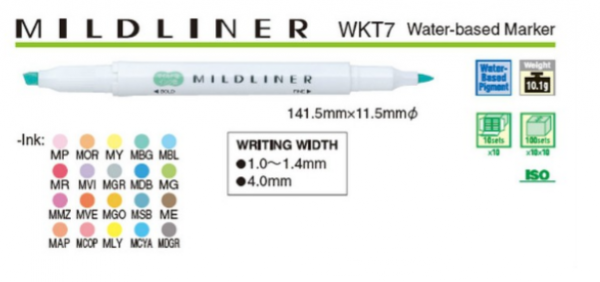 MILDLINER WKT7 Water-based Marker
Water-
Based
Pigment
Weight
10.1g
MILDLINER
◀BOLD
FINE▶
141.5mm×11.5mmφ
-Ink:
MP MOR MY MBG MBL
MR MVI MGR MDB MG
MMZ MVE MGO MSB ME
MAP MCOP MLY MCYA MDGR
WRITING WIDTH
●1.0〜1.4mm
●4.0mm
10sets
×10
100sets
×10×10
ISO